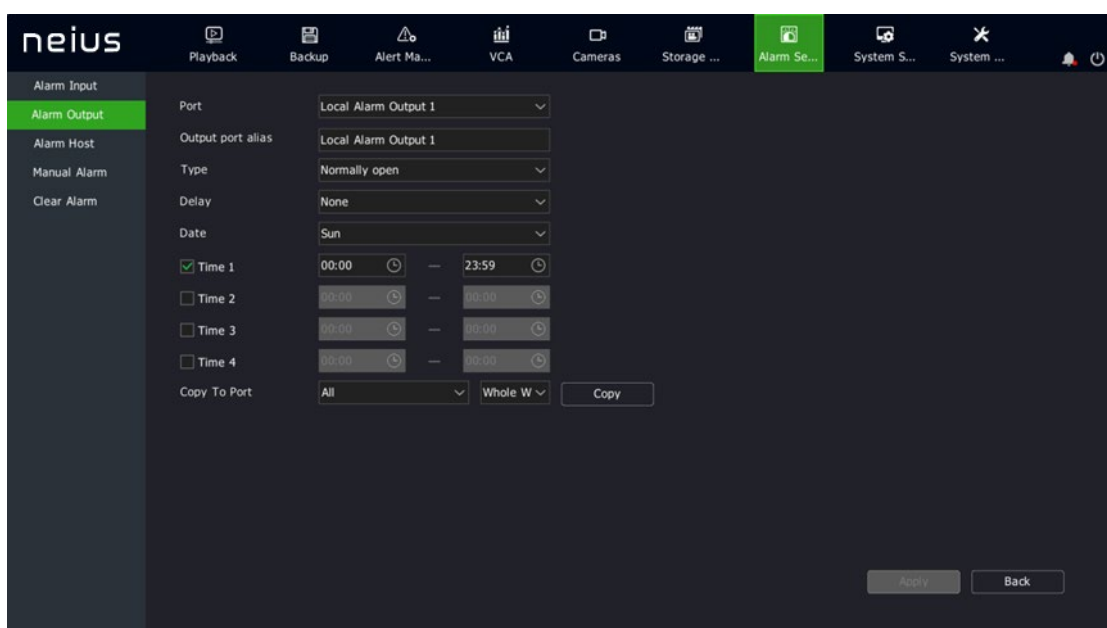 neius
Playback Backup Alert Ma... VCA Cameras Storage ... Alarm Se... System S... System ...
Alarm Input
Alarm Output
Alarm Host
Manual Alarm
Clear Alarm
Port Local Alarm Output 1
Output port alias Local Alarm Output 1
Type Normally open
Delay None
Date Sun
Time 1 00:00 — 23:59
Time 2 00:00 — 00:00
Time 3 00:00 — 00:00
Time 4 00:00 — 00:00
Copy To Port All Whole W Copy
Apply Back